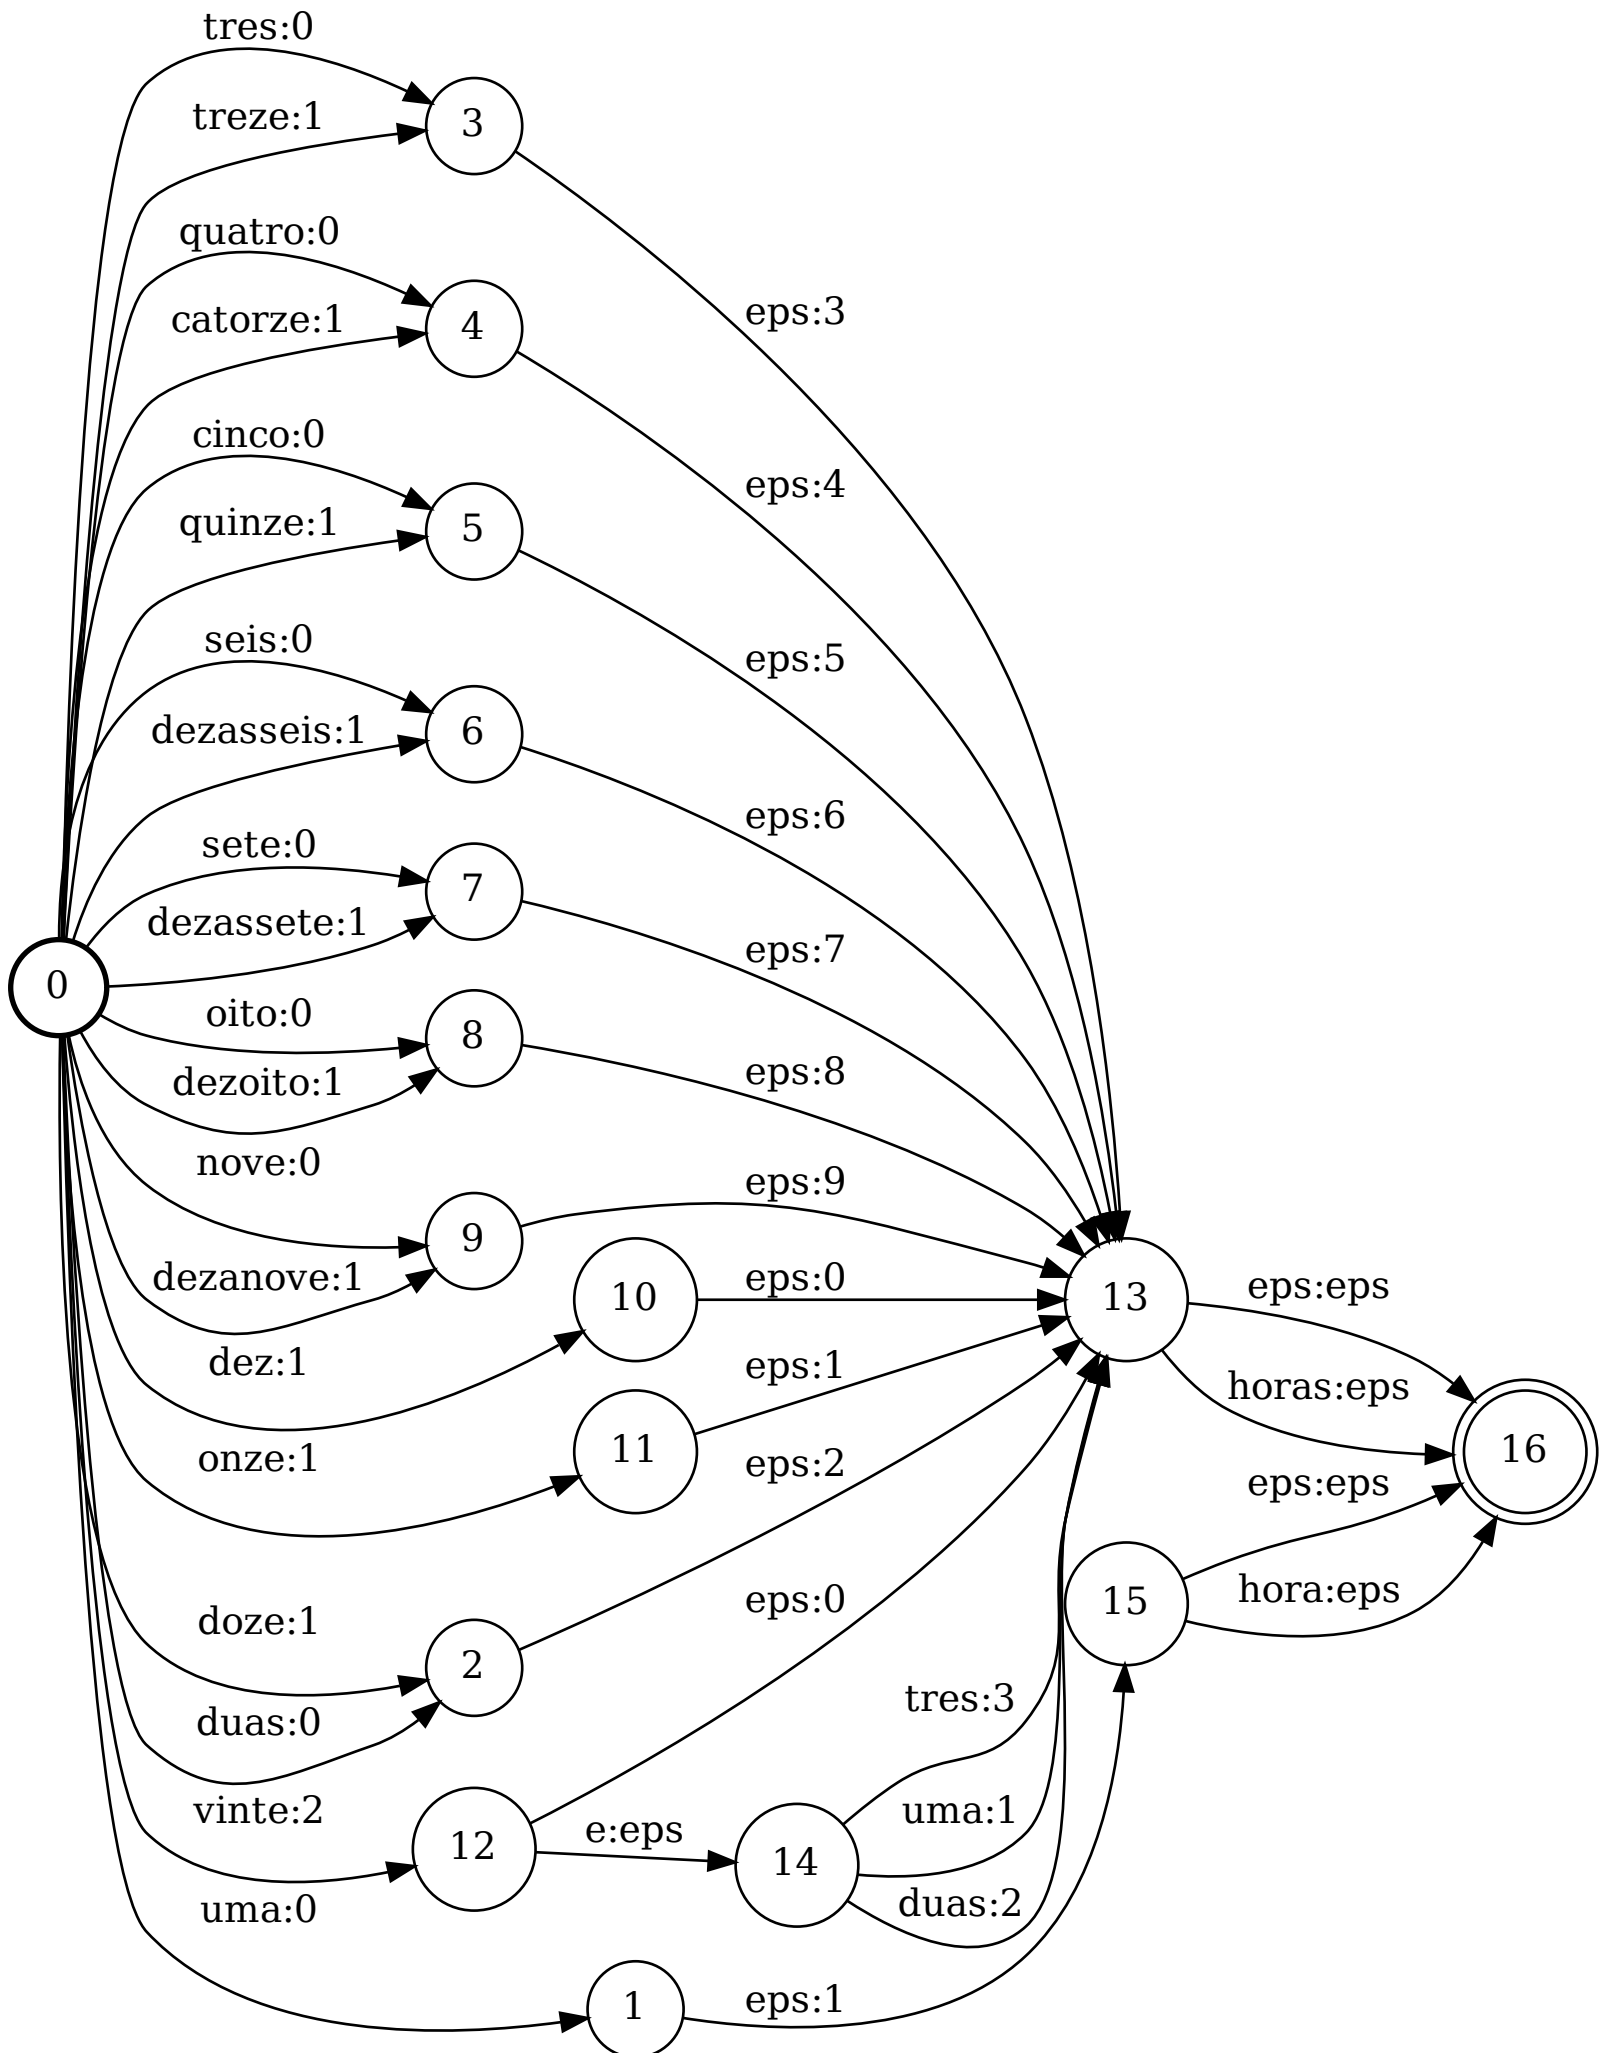 tres:0
treze:1
3
quatro:0
catorze:1
4
eps:3
cinco:0
quinze:1
5
eps:4
seis:0
dezasseis:1
6
eps:5
sete:0
dezassete:1
7
eps:6
0
oito:0
dezoito:1
8
eps:7
eps:8
nove:0
9
eps:9
dezanove:1
10
eps:0
13
eps:eps
dez:1
eps:1
horas:eps
onze:1
11
eps:2
16
eps:eps
doze:1
2
eps:0
15
hora:eps
duas:0
tres:3
vinte:2
12
e:eps
14
uma:1
duas:2
uma:0
1
eps:1